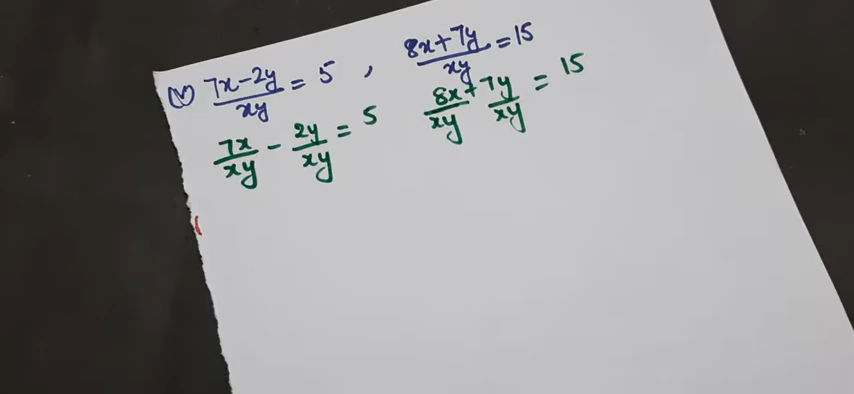 (V) 7x-2y/xy = 5 , 8x+7y/xy = 15
7x/xy - 2y/xy = 5 8x/xy + 7y/xy = 15